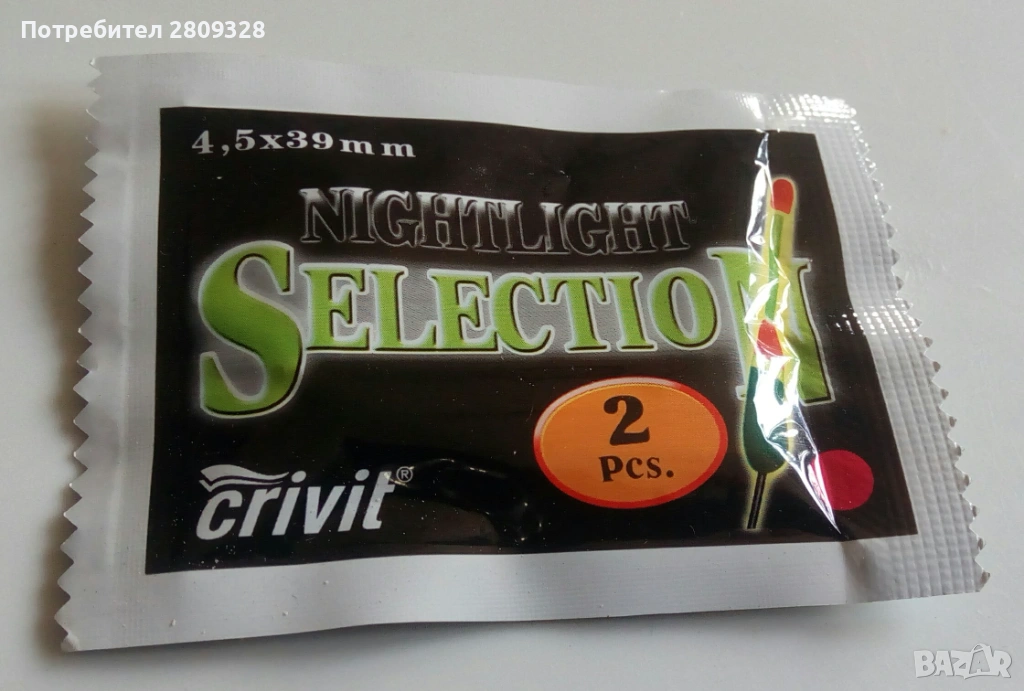 Потребител 2809328
4,5x39mm
NIGHTLIGHT
SELECTION
2
Pcs.
crivit®
BAZAR